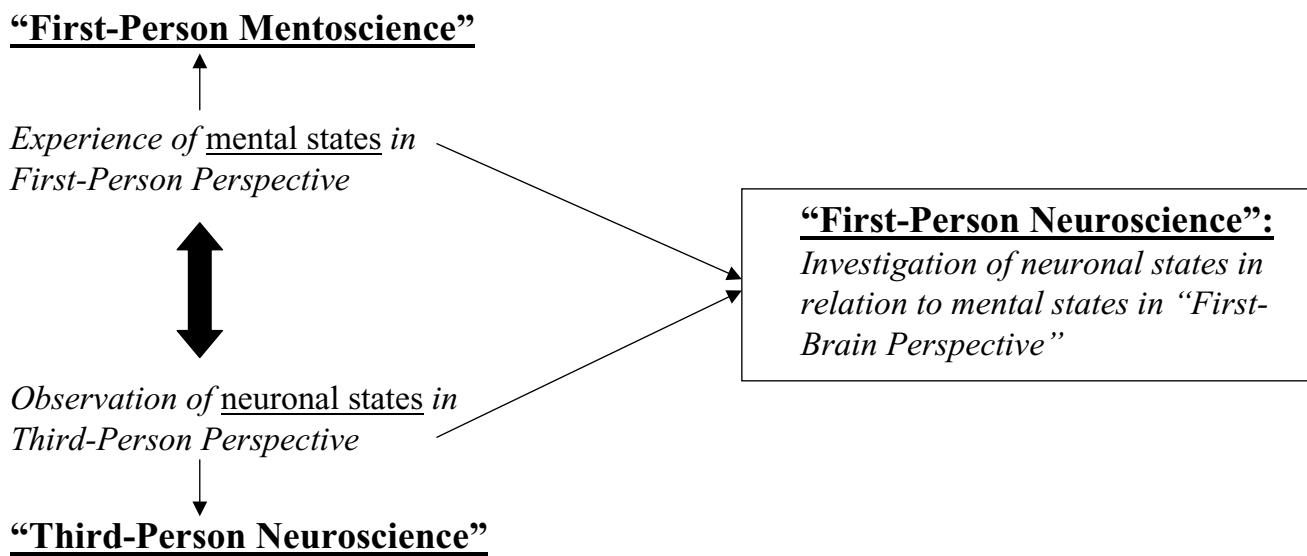 “First-Person Mentoscience”
Experience of mental states in
First-Person Perspective
“First-Person Neuroscience”:
Investigation of neuronal states in
relation to mental states in “First-
Brain Perspective”
Observation of neuronal states in
Third-Person Perspective
“Third-Person Neuroscience”